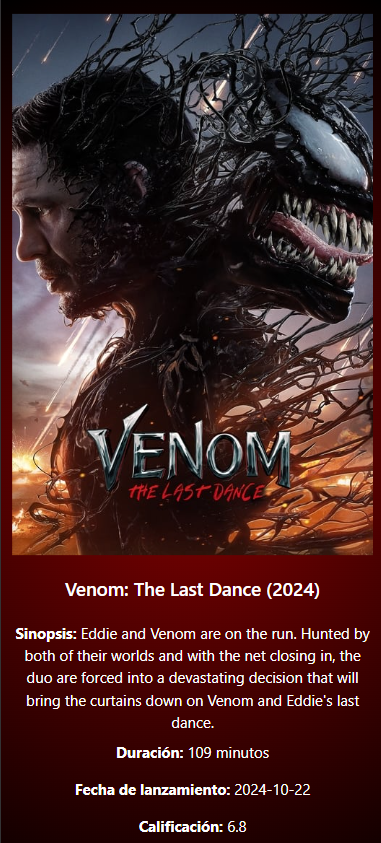 VENOM
THE LAST DANCE
Venom: The Last Dance (2024)
Sinopsis: Eddie and Venom are on the run. Hunted by
both of their worlds and with the net closing in, the
duo are forced into a devastating decision that will
bring the curtains down on Venom and Eddie's last
dance.
Duración: 109 minutos
Fecha de lanzamiento: 2024-10-22
Calificación: 6.8